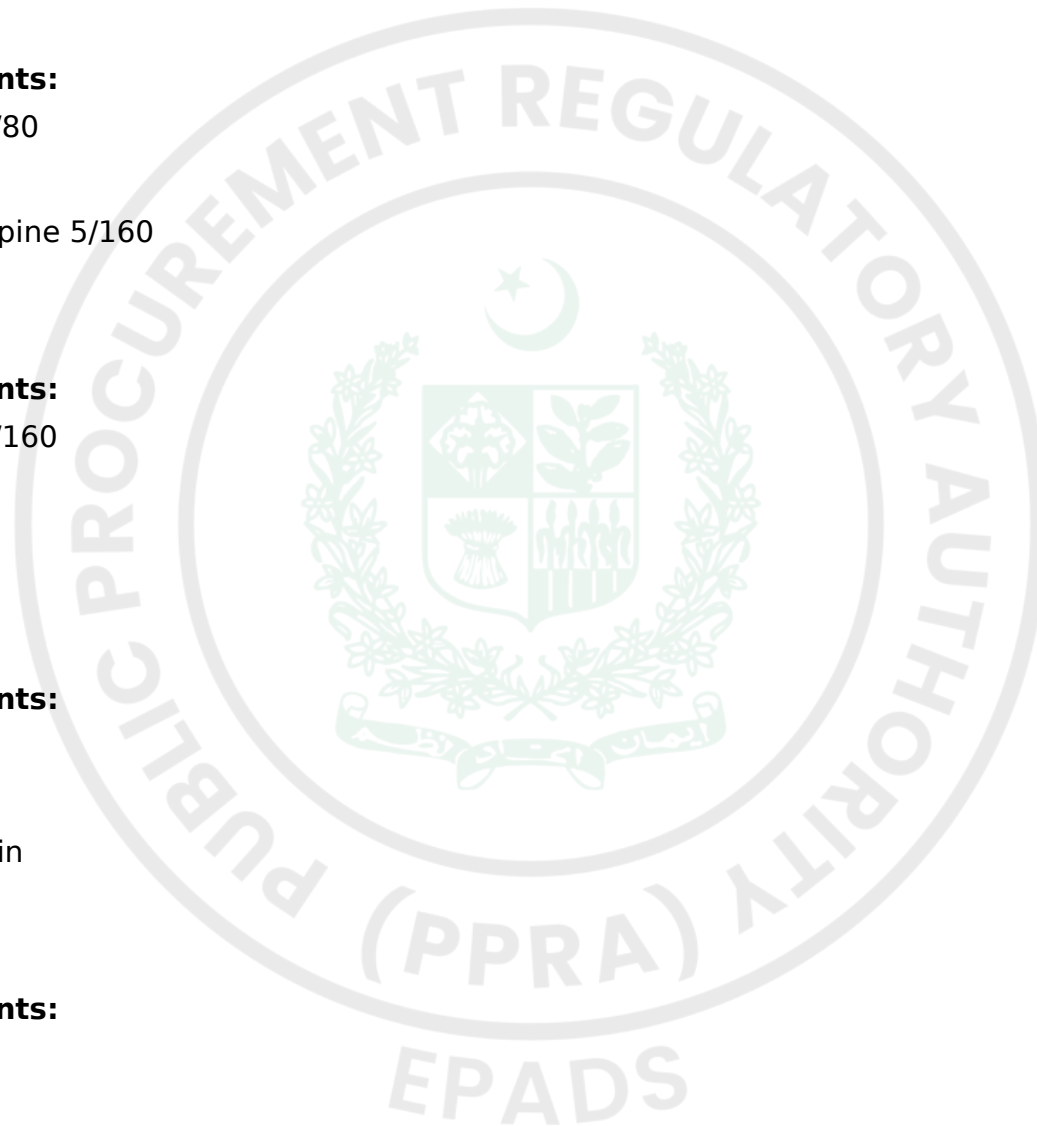 nts:
/80
pine 5/160
nts:
/160
nts:
in
nts:
PUBLIC PROCUREMENT REGULATORY AUTHORITY
(PPRA)
EPADS